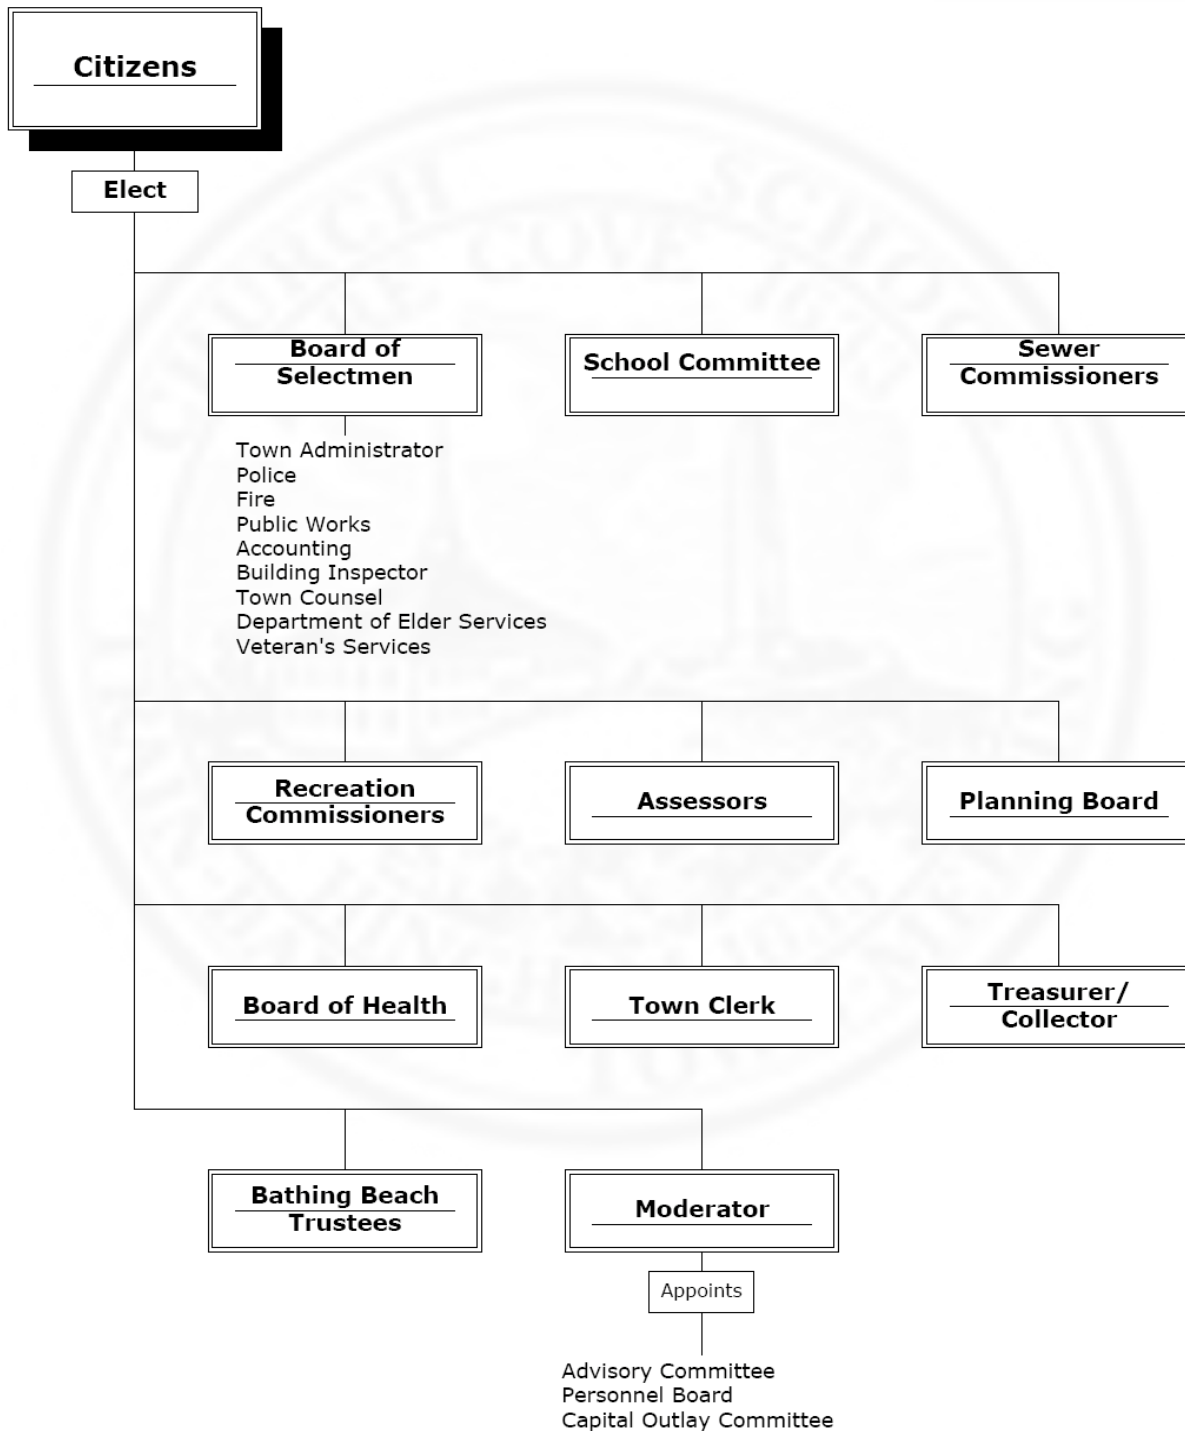 Citizens
Elect
Board of
Selectmen
School Committee
Sewer
Commissioners
Town Administrator
Police
Fire
Public Works
Accounting
Building Inspector
Town Counsel
Department of Elder Services
Veteran's Services
Recreation
Commissioners
Assessors
Planning Board
Board of Health
Town Clerk
Treasurer/
Collector
Bathing Beach
Trustees
Moderator
Appoints
Advisory Committee
Personnel Board
Capital Outlay Committee